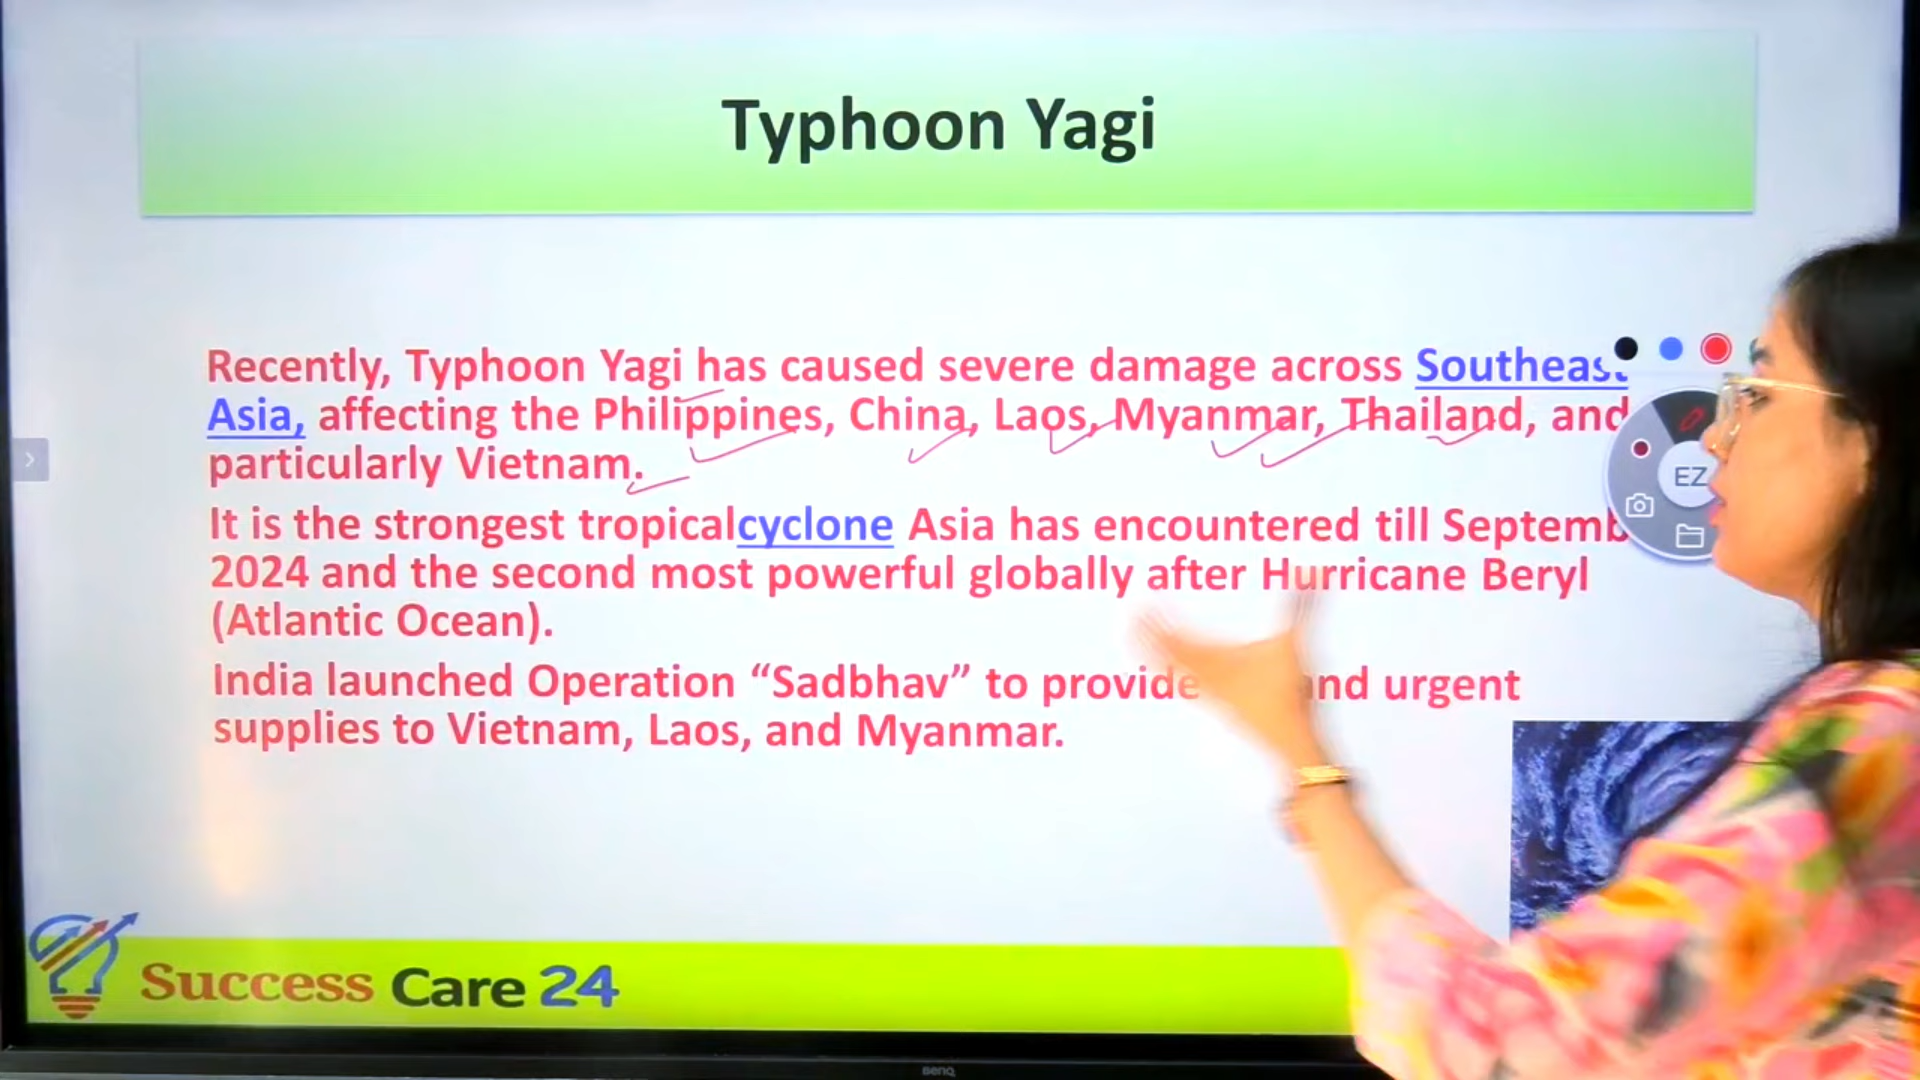 Typhoon Yagi
Recently, Typhoon Yagi has caused severe damage across Southeast
Asia, affecting the Philippines, China, Laos, Myanmar, Thailand, and
particularly Vietnam.
It is the strongest tropicalcyclone Asia has encountered till
2024 and the second most powerful globally after Hurricane Beryl
(Atlantic Ocean).
India launched Operation “Sadbhav” to provide and urgent
supplies to Vietnam, Laos, and Myanmar.
EZ
Success Care 24
BenQ